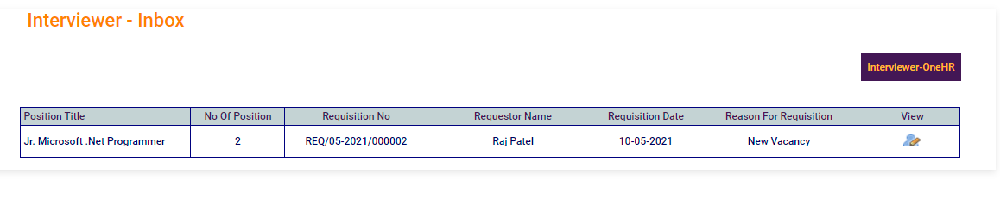 Interviewer - Inbox
Interviewer-OneHR
Position Title No Of Position Requisition No Requestor Name Requisition Date Reason For Requisition View
Jr. Microsoft .Net Programmer 2 REQ/05-2021/000002 Raj Patel 10-05-2021 New Vacancy